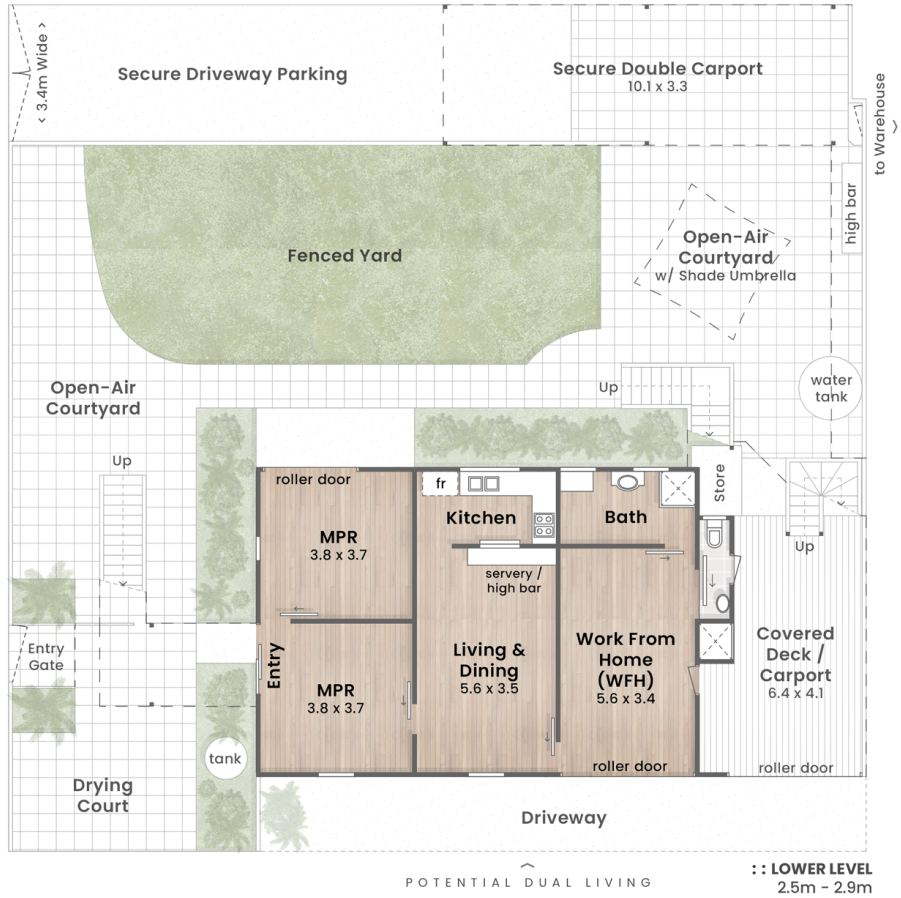 < 3.4m Wide >
Secure Driveway Parking
Secure Double Carport
10.1 x 3.3
to Warehouse >
high bar
Fenced Yard
Open-Air
Courtyard
w/ Shade Umbrella
Open-Air
Courtyard
Up
water
tank
Up
roller door
fr
Kitchen
Bath
Store
MPR
3.8 x 3.7
Up
servery /
high bar
Entry
Gate
Entry
MPR
3.8 x 3.7
Living &
Dining
5.6 x 3.5
Work From
Home
(WFH)
5.6 x 3.4
Covered
Deck /
Carport
6.4 x 4.1
tank
roller door
roller door
Drying
Court
Driveway
POTENTIAL DUAL LIVING
:: LOWER LEVEL
2.5m - 2.9m